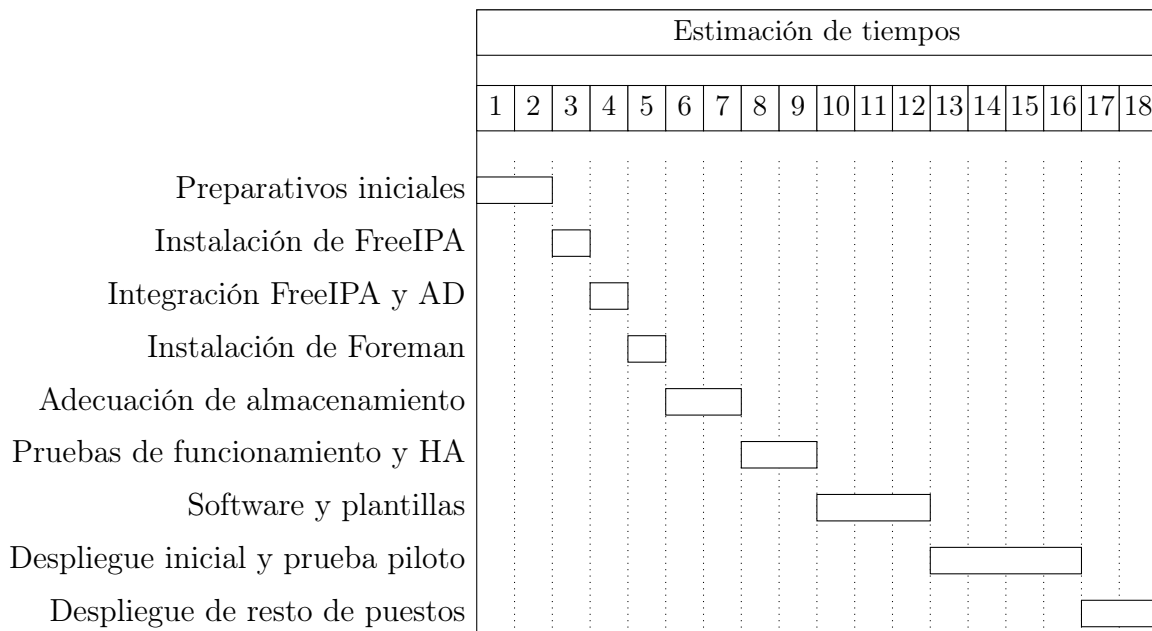 Estimación de tiempos
1 2 3 4 5 6 7 8 9 10 11 12 13 14 15 16 17 18
Preparativos iniciales
Instalación de FreeIPA
Integración FreeIPA y AD
Instalación de Foreman
Adecuación de almacenamiento
Pruebas de funcionamiento y HA
Software y plantillas
Despliegue inicial y prueba piloto
Despliegue de resto de puestos